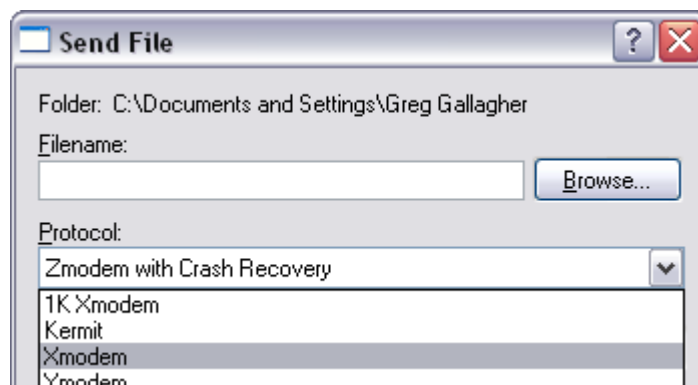 Send File
Folder: C:\Documents and Settings\Greg Gallagher
Filename:
Browse...
Protocol:
Zmodem with Crash Recovery
1K Xmodem
Kermit
Xmodem
Ymodem